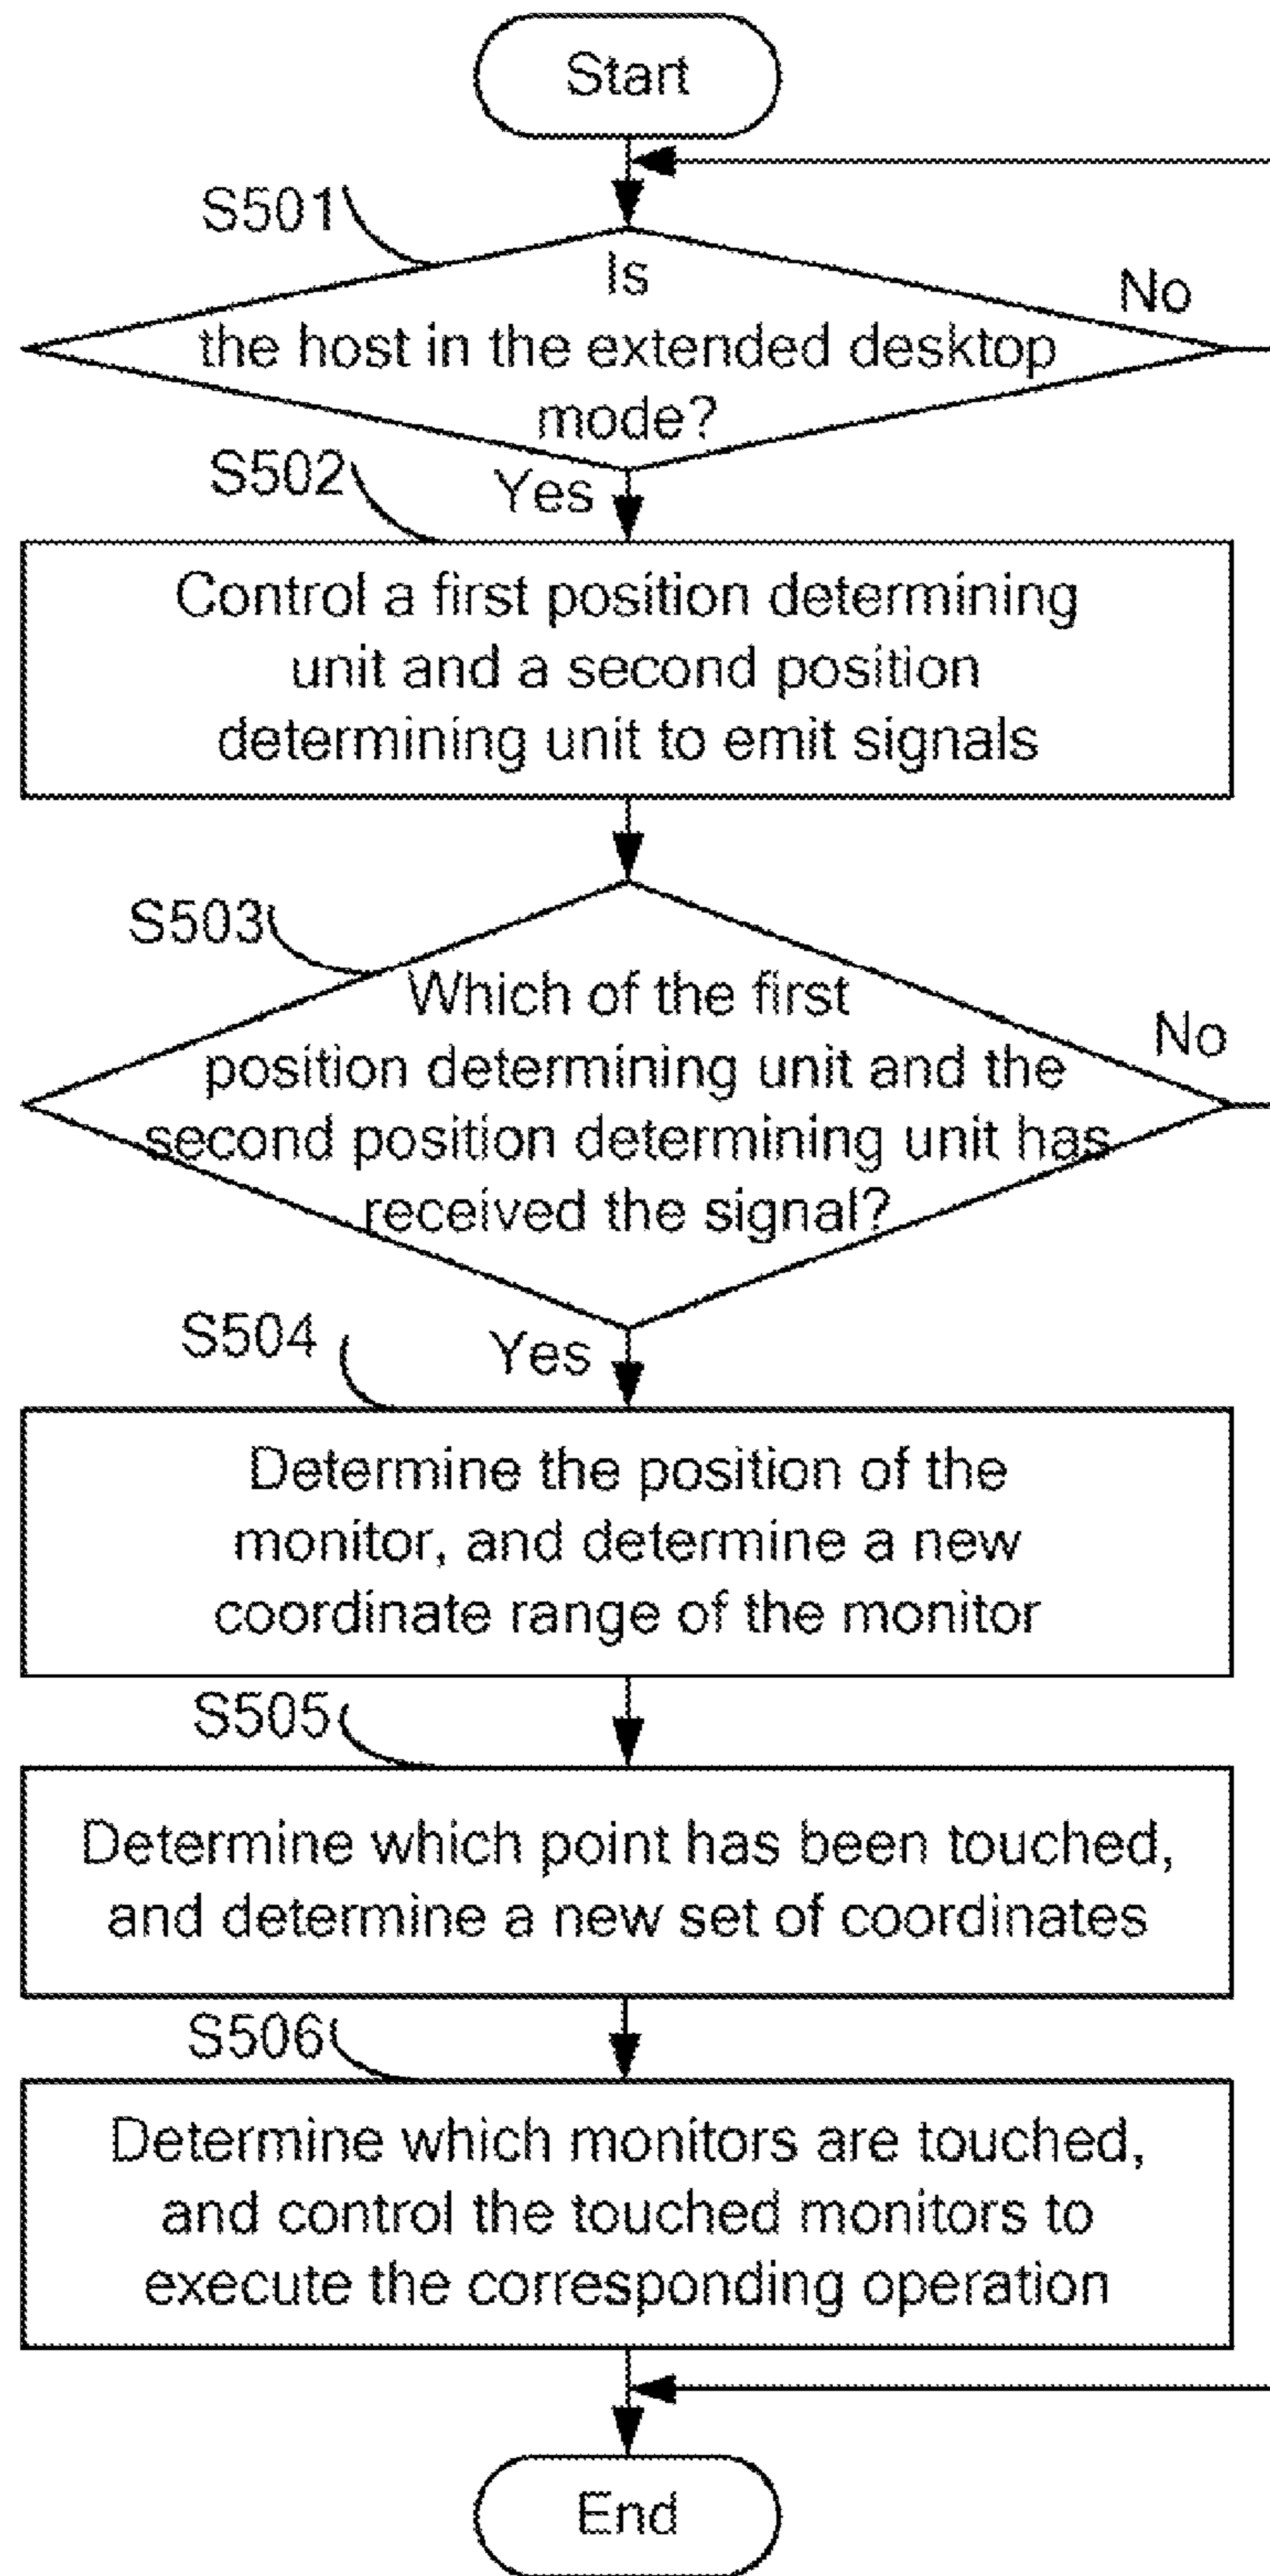 Start
S501
Is
the host in the extended desktop
mode?
No
S502
Yes
Control a first position determining
unit and a second position
determining unit to emit signals
S503
Which of the first
position determining unit and the
second position determining unit has
received the signal?
No
S504
Yes
Determine the position of the
monitor, and determine a new
coordinate range of the monitor
S505
Determine which point has been touched,
and determine a new set of coordinates
S506
Determine which monitors are touched,
and control the touched monitors to
execute the corresponding operation
End